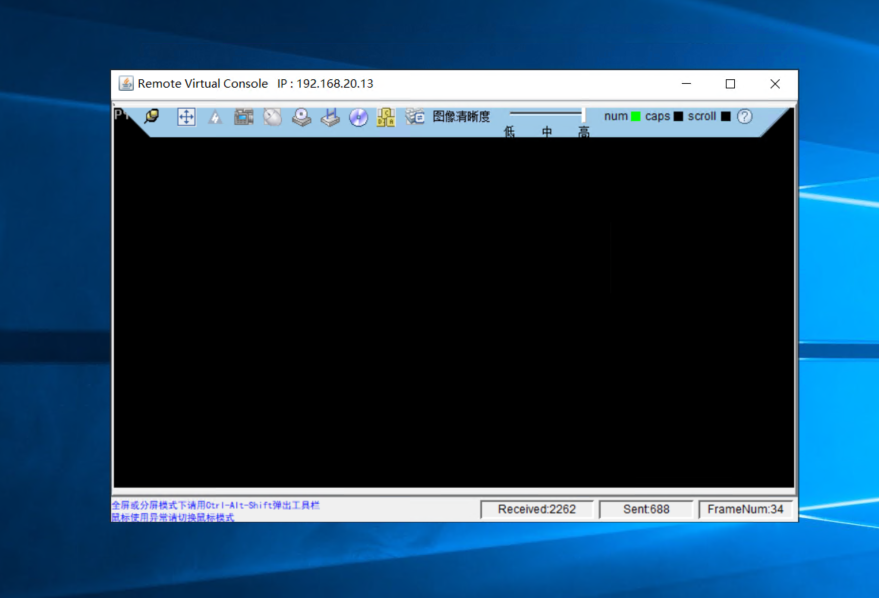 Remote Virtual Console IP : 192.168.20.13
图像清晰度
低 中 高
num caps scroll
全屏或分屏模式下请用Ctrl-Alt-Shift弹出工具栏
鼠标使用异常请切换鼠标模式
Received:2262 Sent:688 FrameNum:34